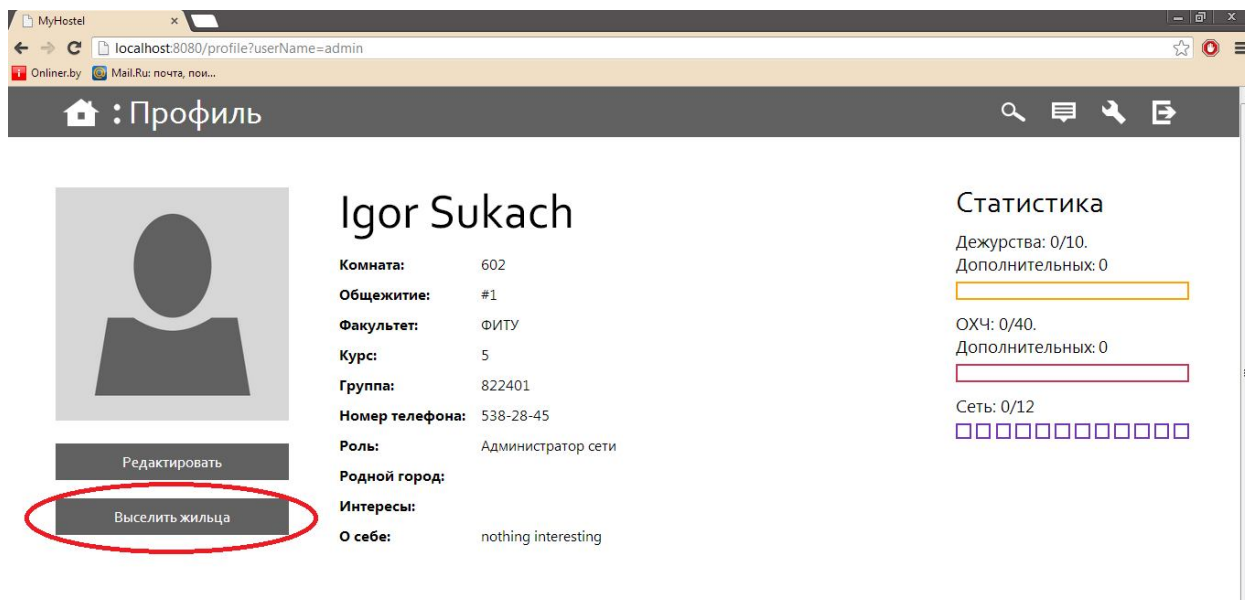 MyHostel
localhost:8080/profile?userName=admin
Onliner.by Mail.Ru: почта, пои...
: Профиль
Igor Sukach
Комната: 602
Общежитие: #1
Факультет: ФИТУ
Курс: 5
Группа: 822401
Номер телефона: 538-28-45
Роль: Администратор сети
Родной город:
Интересы:
О себе: nothing interesting
Редактировать
Выселить жильца
Статистика
Дежурства: 0/10.
Дополнительных: 0
ОХЧ: 0/40.
Дополнительных: 0
Сеть: 0/12